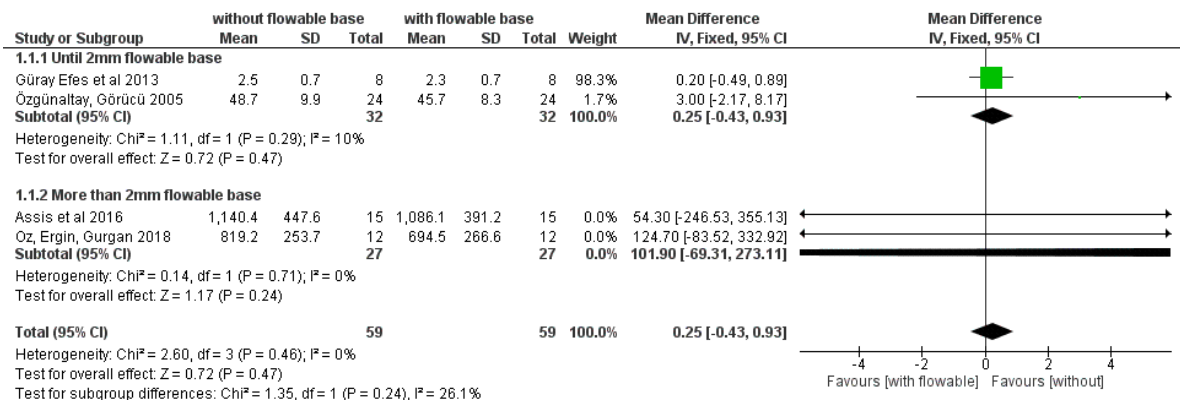 without flowable base with flowable base Mean Difference Mean Difference
Study or Subgroup Mean SD Total Mean SD Total Weight IV, Fixed, 95% CI IV, Fixed, 95% CI
1.1.1 Until 2mm flowable base
Güray Efes et al 2013 2.5 0.7 8 2.3 0.7 8 98.3% 0.20 [-0.49, 0.89]
Özgünaltay, Görücü 2005 48.7 9.9 24 45.7 8.3 24 1.7% 3.00 [-2.17, 8.17]
Subtotal (95% CI) 32 32 100.0% 0.25 [-0.43, 0.93]
Heterogeneity: Chi² = 1.11, df = 1 (P = 0.29); I² = 10%
Test for overall effect: Z = 0.72 (P = 0.47)
1.1.2 More than 2mm flowable base
Assis et al 2016 1,140.4 447.6 15 1,086.1 391.2 15 0.0% 54.30 [-246.53, 355.13]
Oz, Ergin, Gurgan 2018 819.2 253.7 12 694.5 266.6 12 0.0% 124.70 [-83.52, 332.92]
Subtotal (95% CI) 27 27 0.0% 101.90 [-69.31, 273.11]
Heterogeneity: Chi² = 0.14, df = 1 (P = 0.71); I² = 0%
Test for overall effect: Z = 1.17 (P = 0.24)
Total (95% CI) 59 59 100.0% 0.25 [-0.43, 0.93]
Heterogeneity: Chi² = 2.60, df = 3 (P = 0.46); I² = 0%
Test for overall effect: Z = 0.72 (P = 0.47)
Test for subgroup differences: Chi² = 1.35, df = 1 (P = 0.24), I² = 26.1%
-4 -2 0 2 4
Favours [with flowable] Favours [without]